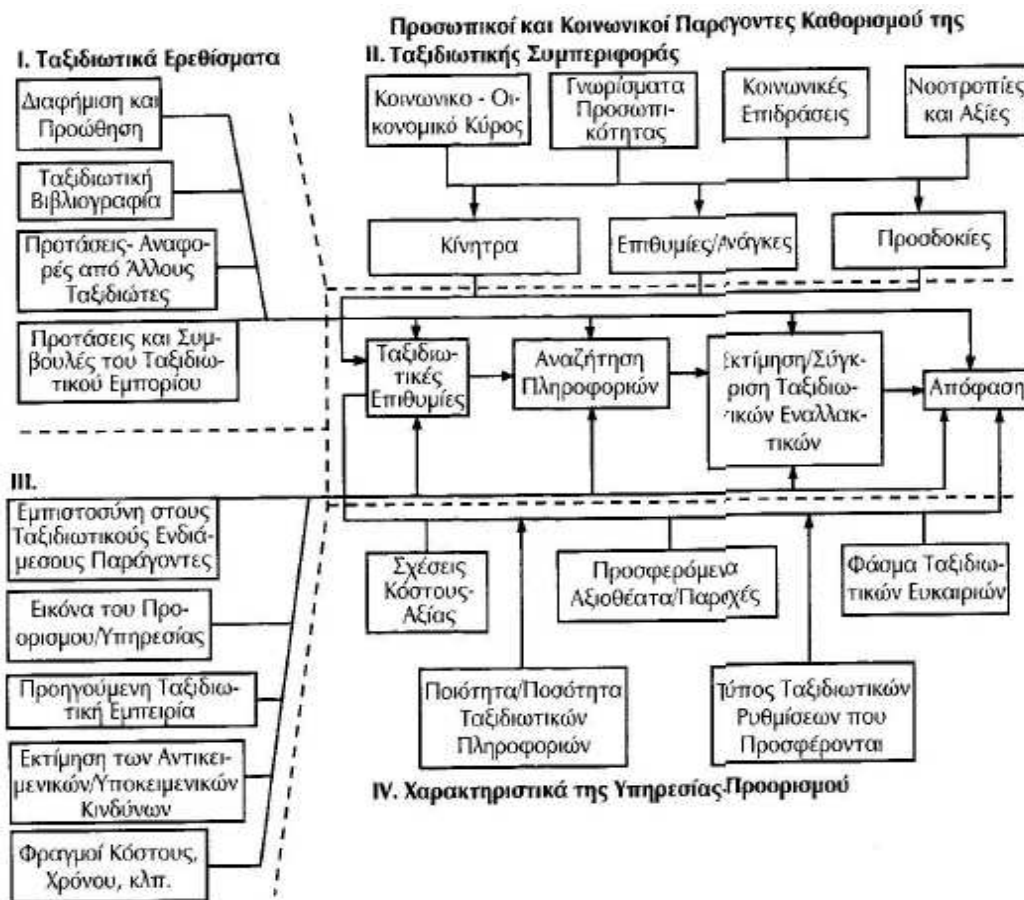 Προσωπικοί και Κοινωνικοί Παράγοντες Καθορισμού της
I. Ταξιδιωτικά Ερεθίσματα
II. Ταξιδιωτικής Συμπεριφοράς
Διαφήμιση και
Προώθηση
Ταξιδιωτική
Βιβλιογραφία
Προτάσεις- Αναφο-
ρές από Άλλους
Ταξιδιώτες
Προτάσεις και Συμ-
βουλές του Ταξιδιω-
τικού Εμπορίου
Κοινωνικο - Οι-
κονομικό Κύρος
Γνωρίσματα
Προσωπι-
κότητας
Κοινωνικές
Επιδράσεις
Νοοτροπίες
και Αξίες
Κίνητρα
Επιθυμίες/Ανάγκες
Προσδοκίες
Ταξιδιω-
τικές
Επιθυμίες
Αναζήτηση
Πληροφοριών
Εκτίμηση/Σύγκ-
ριση Ταξιδιω-
τικών Εναλλακ-
τικών
Απόφαση
III.
Εμπιστοσύνη στους
Ταξιδιωτικούς Ενδιά-
μεσους Παράγοντες
Εικόνα του Προ-
ορισμου/Υπηρεσίας
Προηγούμενη Ταξιδιω-
τική Εμπειρία
Εκτίμηση των Αντικει-
μενικών/Υποκειμενικών
Κινδύνων
Φραγμοί Κόστους,
Χρόνου, κλπ.
Σχέσεις
Κόστους-
Αξίας
Προσφερόμενα
Αξιοθέατα/Παροχές
Φάσμα Ταξιδιω-
τικών Ευκαιριών
Ποιότητα/Ποσότητα
Ταξιδιωτικών
Πληροφοριών
Τύπος Ταξιδιωτικών
Ρυθμίσεων που
Προσφέρονται
IV. Χαρακτηριστικά της Υπηρεσίας-Προορισμού